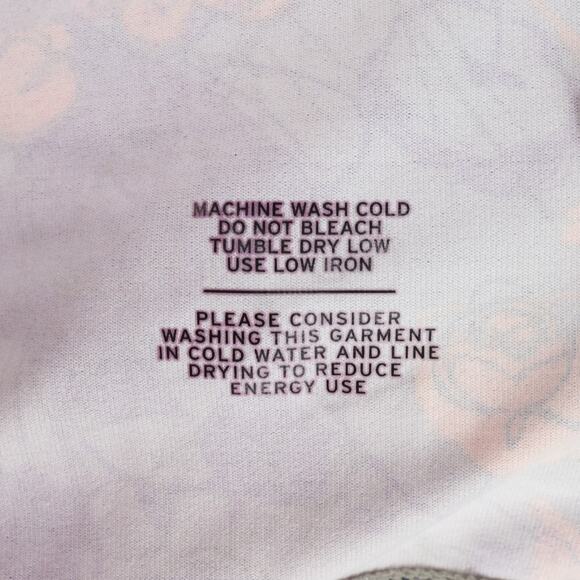 MACHINE WASH COLD
DO NOT BLEACH
TUMBLE DRY LOW
USE LOW IRON
PLEASE CONSIDER
WASHING THIS GARMENT
IN COLD WATER AND LINE
DRYING TO REDUCE
ENERGY USE